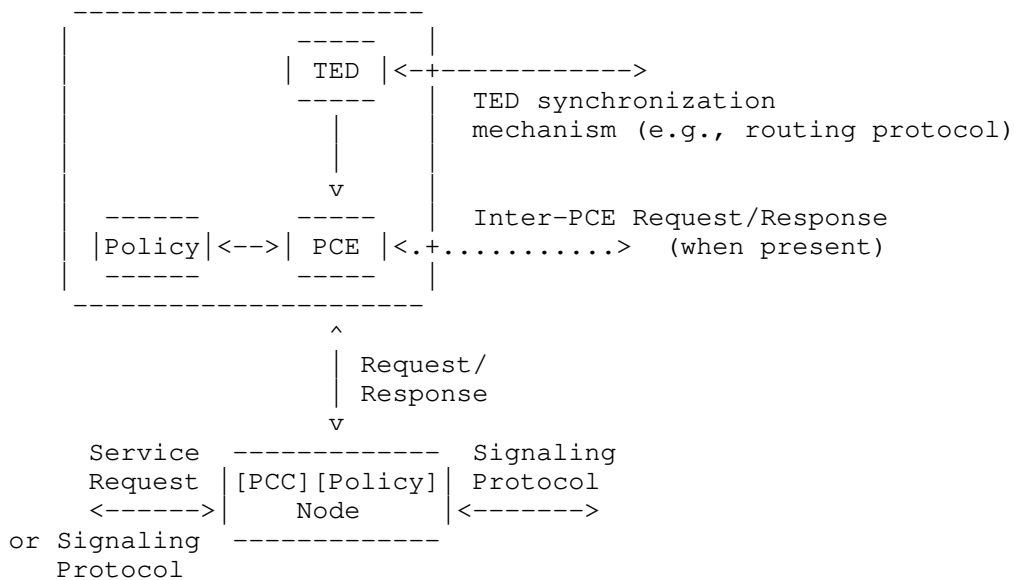 TED
TED synchronization
mechanism (e.g., routing protocol)
Inter-PCE Request/Response
Policy PCE (when present)
Request/
Response
Service Signaling
Request [PCC][Policy] Protocol
Node
or Signaling
Protocol